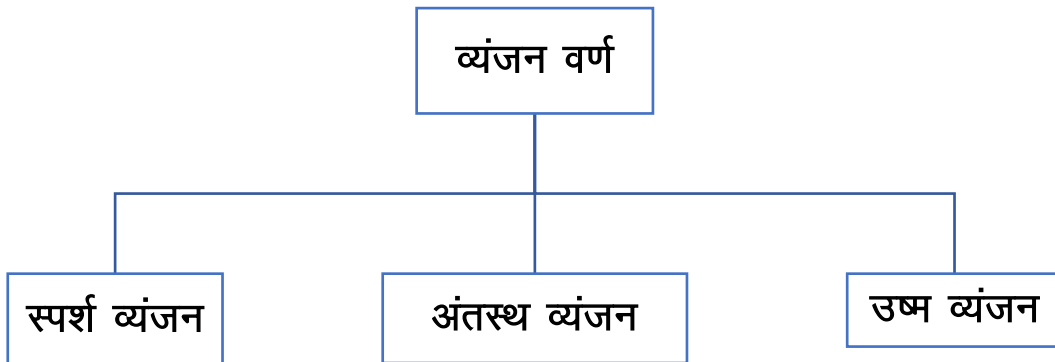 व्यंजन वर्ण
स्पर्श व्यंजन
अंतस्थ व्यंजन
उष्म व्यंजन